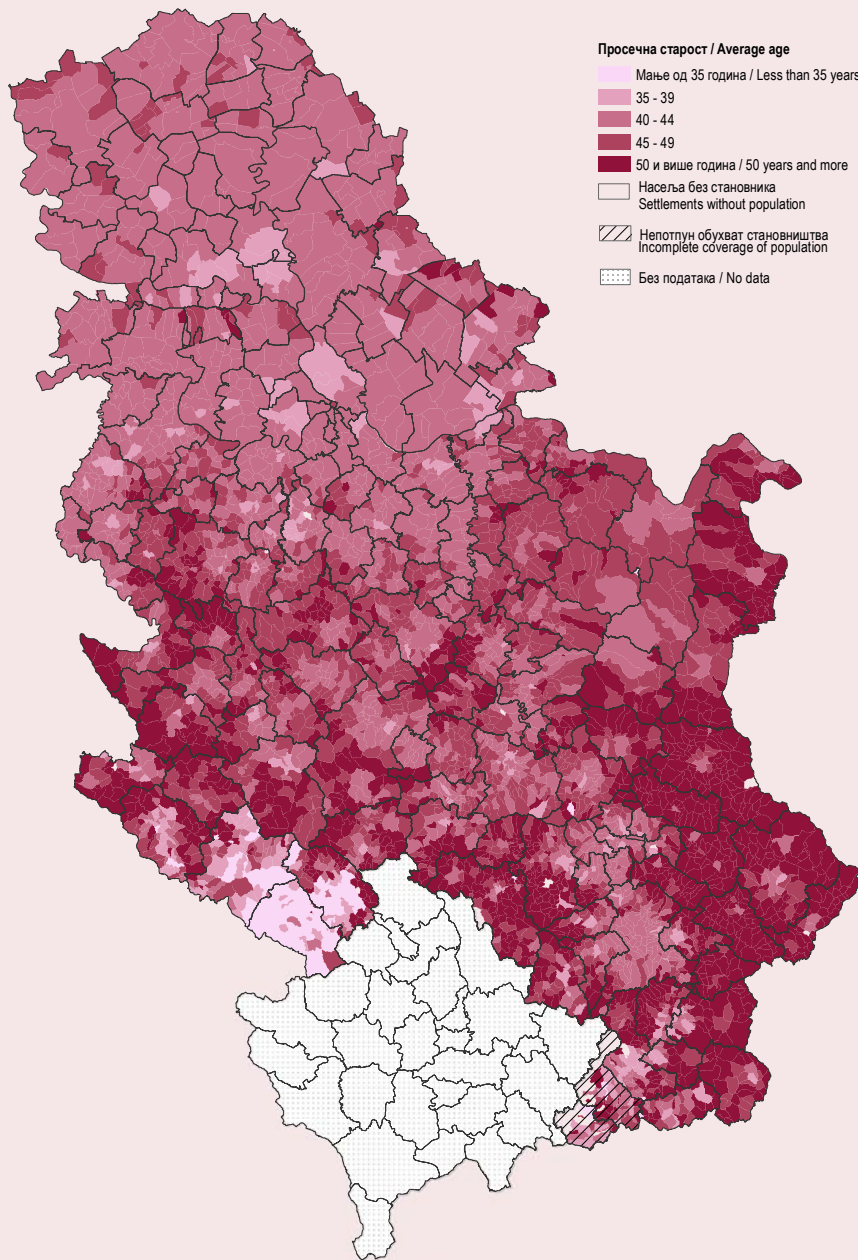 Просечна старост / Average age
Мање од 35 година / Less than 35 years
35 - 39
40 - 44
45 - 49
50 и више година / 50 years and more
Насеља без становника
Settlements without population
Непотпун обухват становништва
Incomplete coverage of population
Без података / No data